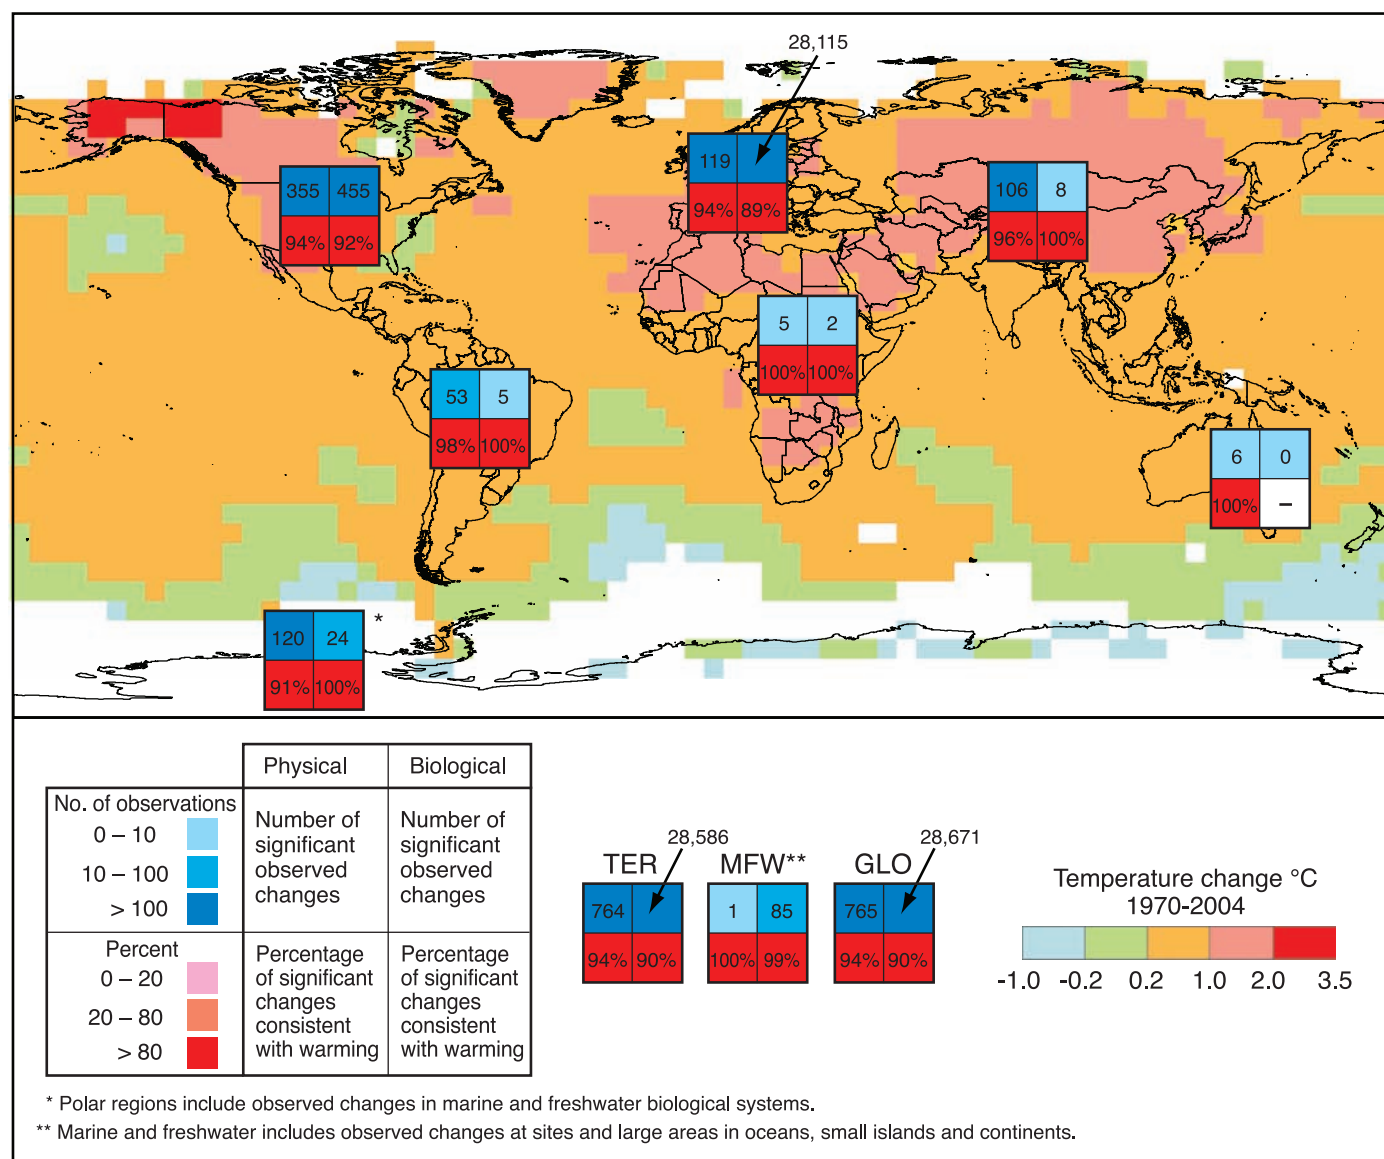 28,115
119
94% 89%
355 455
94% 92%
106 8
96% 100%
5 2
100% 100%
53 5
98% 100%
6 0
100% –
120 24 *
91% 100%
Physical Biological
No. of observations
0 – 10
10 – 100
> 100
Number of
significant
observed
changes
Number of
significant
observed
changes
Percent
0 – 20
20 – 80
> 80
Percentage
of significant
changes
consistent
with warming
Percentage
of significant
changes
consistent
with warming
28,586
TER
764
94% 90%
MFW**
1 85
100% 99%
28,671
GLO
765
94% 90%
Temperature change °C
1970-2004
-1.0 -0.2 0.2 1.0 2.0 3.5
* Polar regions include observed changes in marine and freshwater biological systems.
** Marine and freshwater includes observed changes at sites and large areas in oceans, small islands and continents.